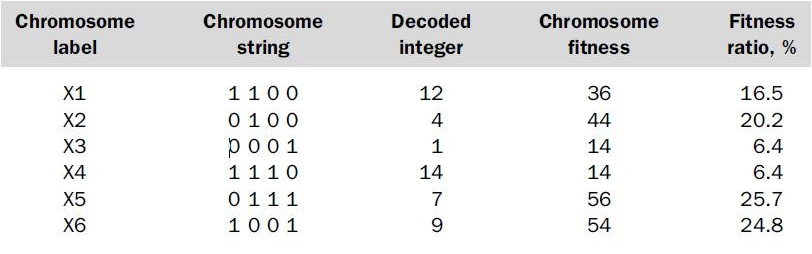 Chromosome label Chromosome string Decoded integer Chromosome fitness Fitness ratio, %
X1 1 1 0 0 12 36 16.5
X2 0 1 0 0 4 44 20.2
X3 0 0 0 1 1 14 6.4
X4 1 1 1 0 14 14 6.4
X5 0 1 1 1 7 56 25.7
X6 1 0 0 1 9 54 24.8